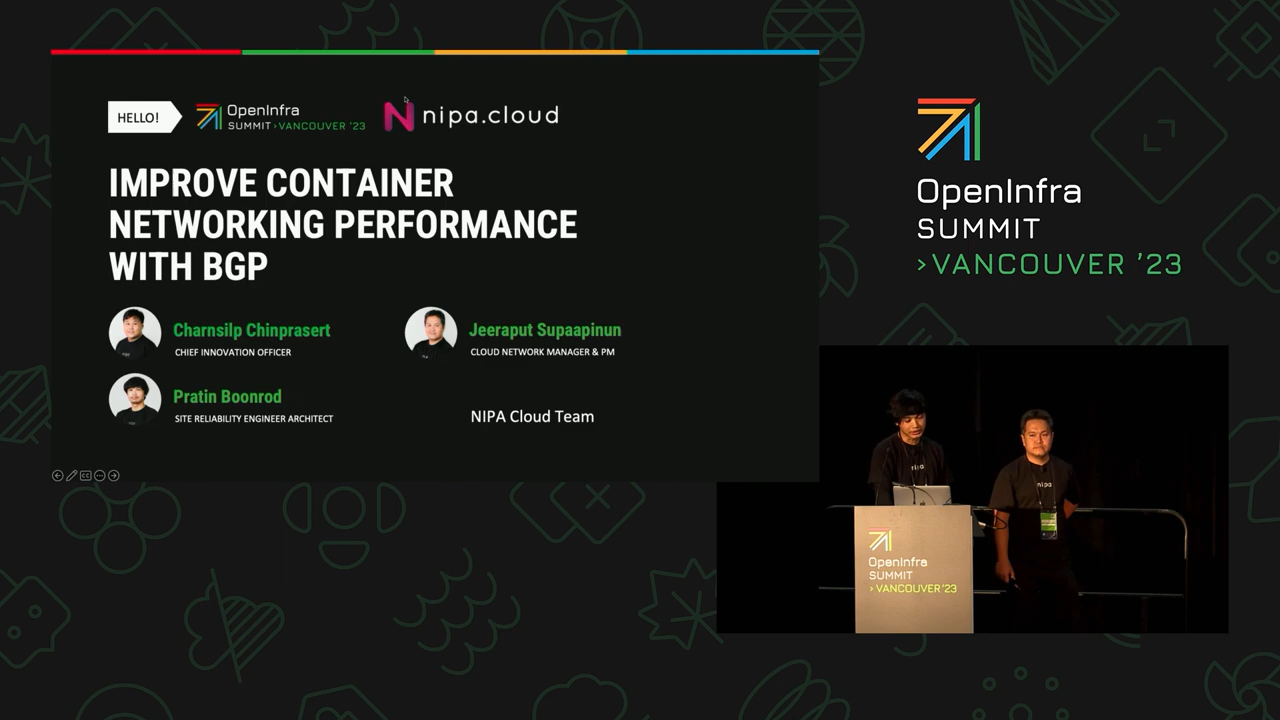 HELLO!
OpenInfra
SUMMIT >VANCOUVER '23
nipa.cloud
IMPROVE CONTAINER
NETWORKING PERFORMANCE
WITH BGP
Charnsilp Chinprasert
CHIEF INNOVATION OFFICER
Jeeraput Supaapinun
CLOUD NETWORK MANAGER & PM
Pratin Boonrod
SITE RELIABILITY ENGINEER ARCHITECT
NIPA Cloud Team
OpenInfra
SUMMIT
>VANCOUVER '23
nipa
nipa
OpenInfra
SUMMIT
>VANCOUVER '23